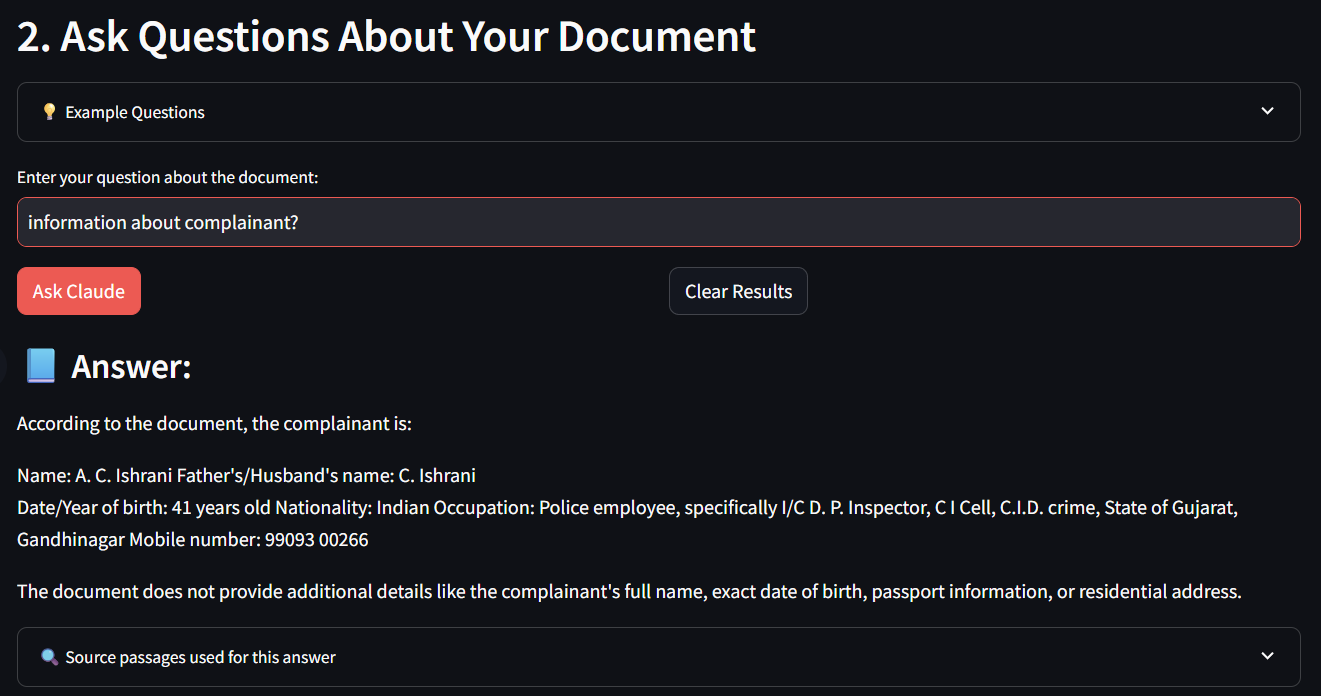 2. Ask Questions About Your Document
💡 Example Questions
Enter your question about the document:
information about complainant?
Ask Claude
Clear Results
📘 Answer:
According to the document, the complainant is:
Name: A. C. Ishrani Father's/Husband's name: C. Ishrani
Date/Year of birth: 41 years old Nationality: Indian Occupation: Police employee, specifically I/C D. P. Inspector, C I Cell, C.I.D. crime, State of Gujarat,
Gandhinagar Mobile number: 99093 00266
The document does not provide additional details like the complainant's full name, exact date of birth, passport information, or residential address.
🔍 Source passages used for this answer